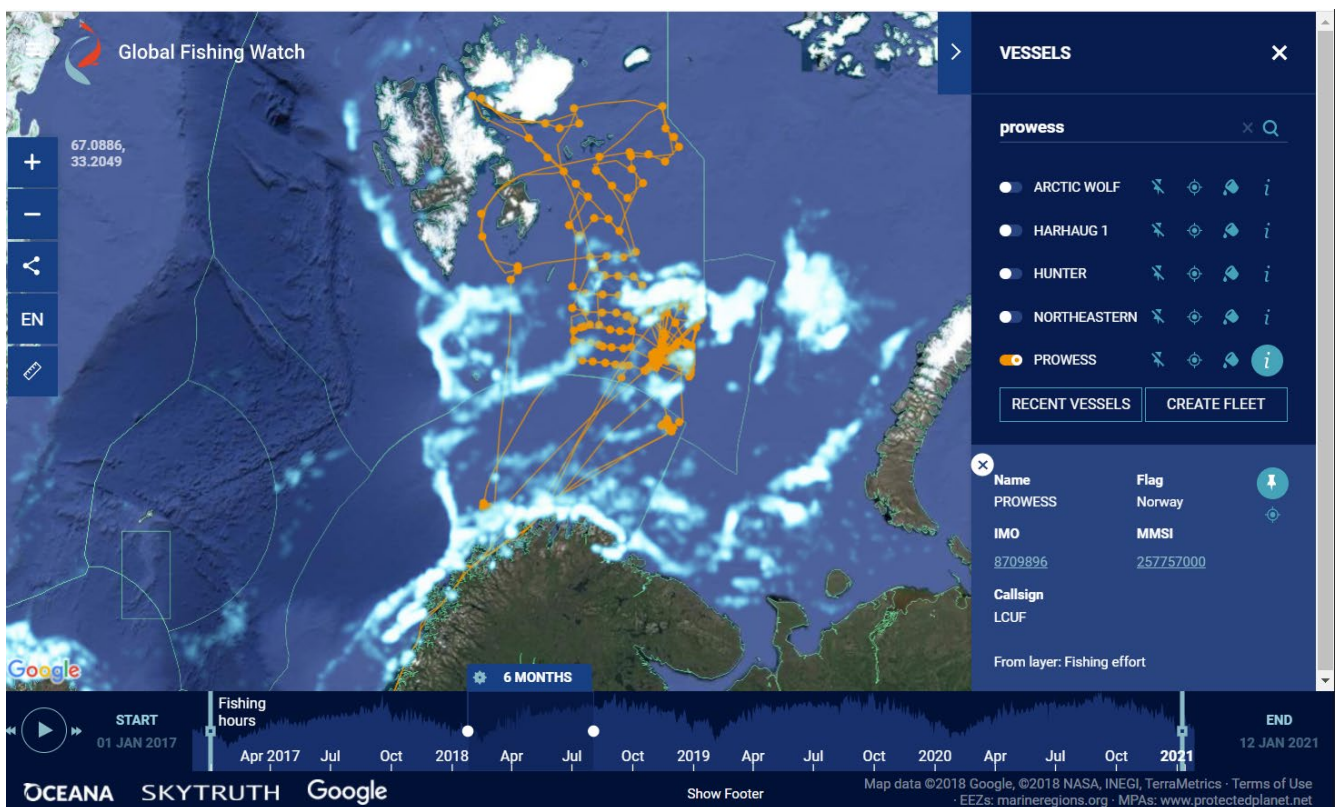 Global Fishing Watch
67.0886,
33.2049
EN
VESSELS
prowess
ARCTIC WOLF
HARHAUG 1
HUNTER
NORTHEASTERN
PROWESS
RECENT VESSELS CREATE FLEET
Name Flag
PROWESS Norway
IMO MMSI
8709896 257757000
Callsign
LCUF
From layer: Fishing effort
Google
6 MONTHS
START
01 JAN 2017
Fishing
hours
Apr 2017 Jul Oct 2018 Apr Jul Oct 2019 Apr Jul Oct 2020 Apr Jul Oct 2021
END
12 JAN 2021
OCEANA SKYTRUTH Google
Show Footer
Map data ©2018 Google, ©2018 NASA, INEGI, TerraMetrics · Terms of Use
· EEZs: marineregions.org · MPAs: www.protectedplanet.net